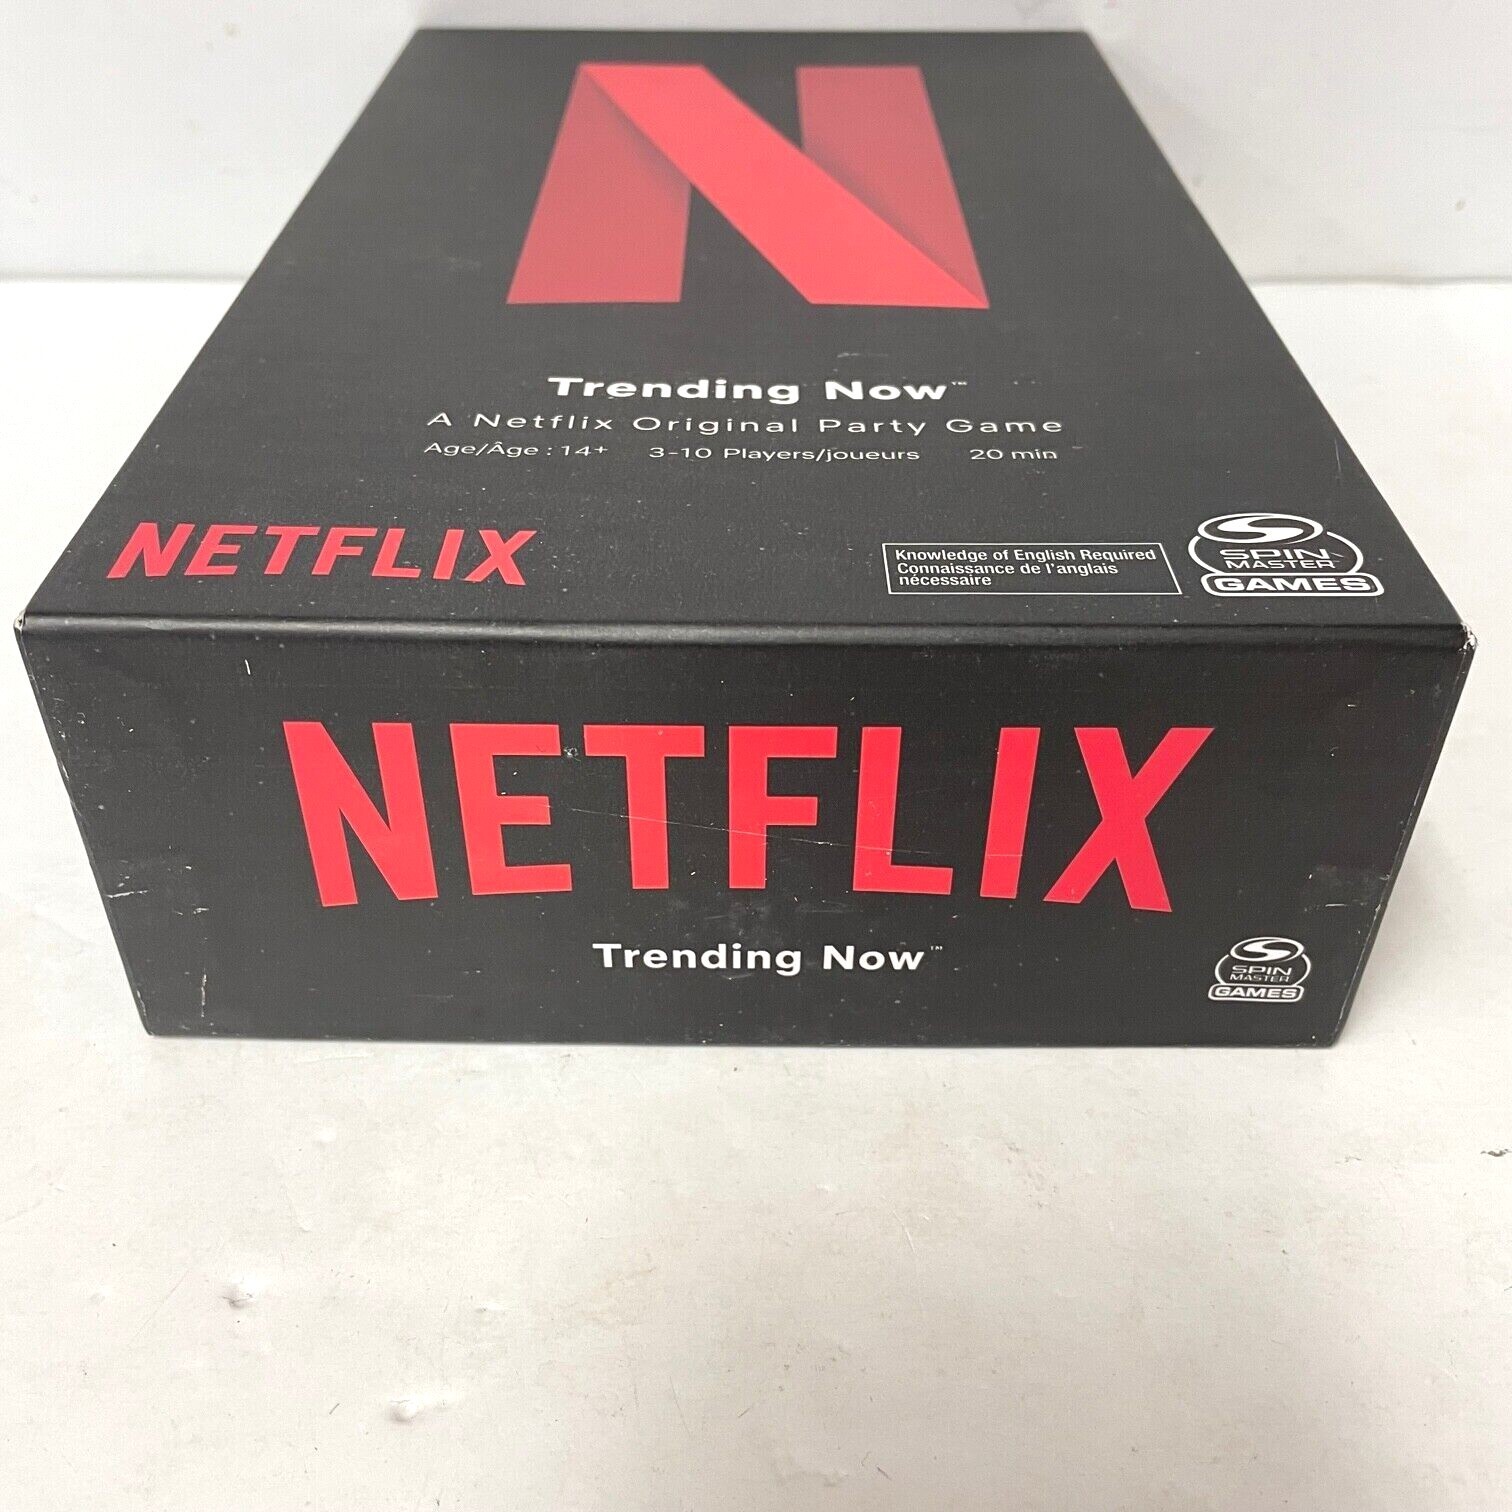 N
Trending Now™
A Netflix Original Party Game
Age/Âge : 14+ 3-10 Players/joueurs 20 min
NETFLIX
Knowledge of English Required
Connaissance de l'anglais
nécessaire
SPIN
MASTER
GAMES
NETFLIX
Trending Now™
SPIN
MASTER
GAMES